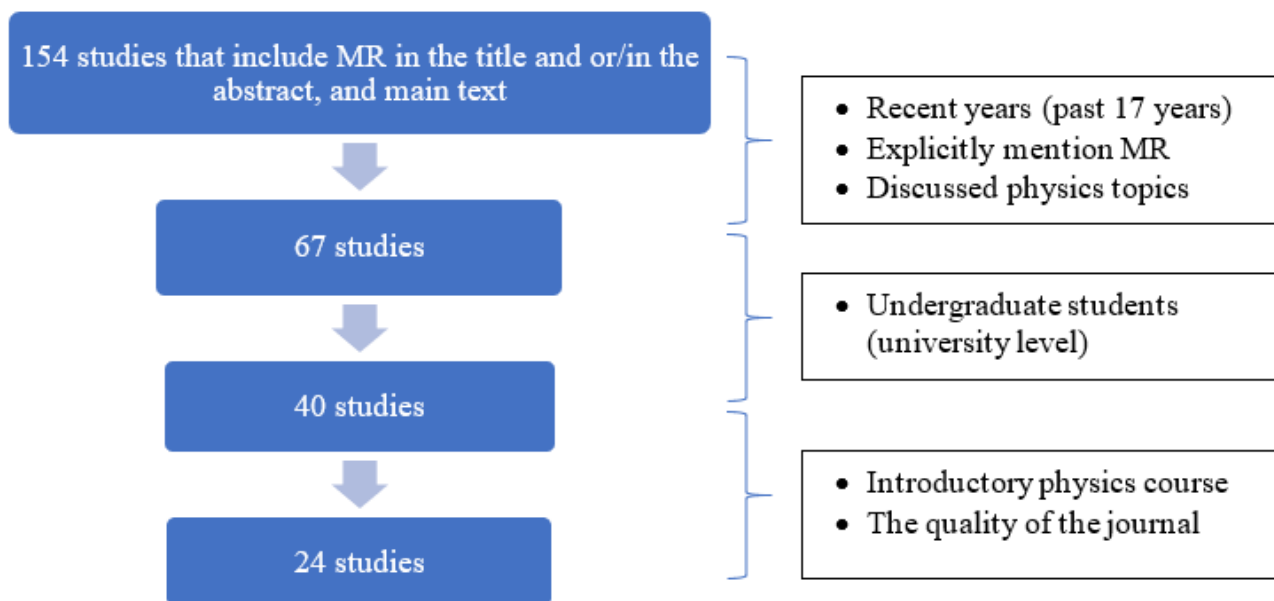 154 studies that include MR in the title and or/in the
abstract, and main text
67 studies
40 studies
24 studies
• Recent years (past 17 years)
• Explicitly mention MR
• Discussed physics topics
• Undergraduate students
(university level)
• Introductory physics course
• The quality of the journal